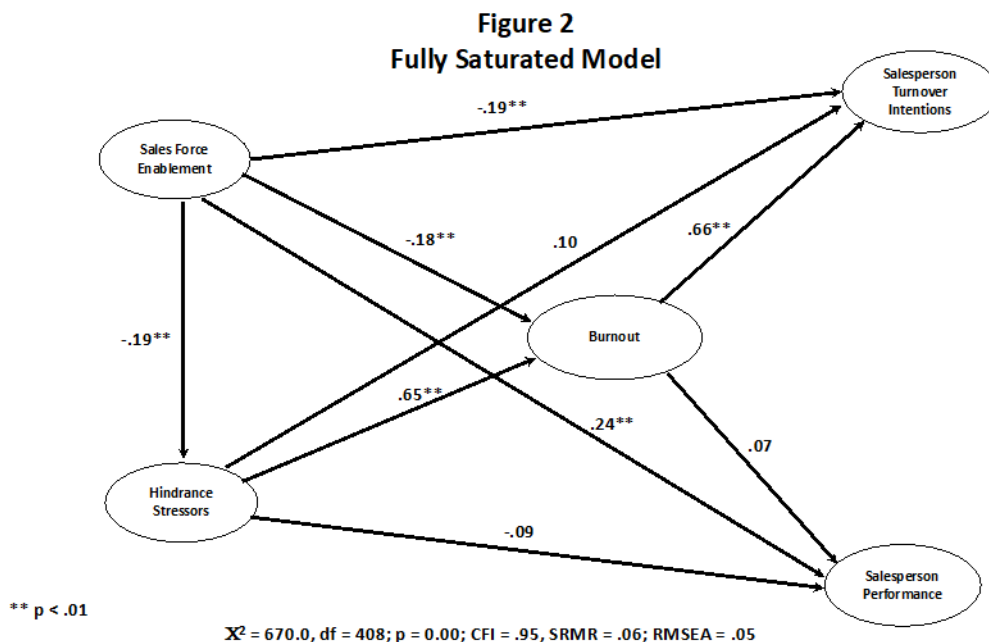 Figure 2
Fully Saturated Model
Salesperson
Turnover
Intentions
-.19**
Sales Force
Enablement
-.18**
.10
.66**
-.19**
Burnout
.65**
.24**
.07
Hindrance
Stressors
-.09
Salesperson
Performance
** p < .01
X² = 670.0, df = 408; p = 0.00; CFI = .95, SRMR = .06; RMSEA = .05